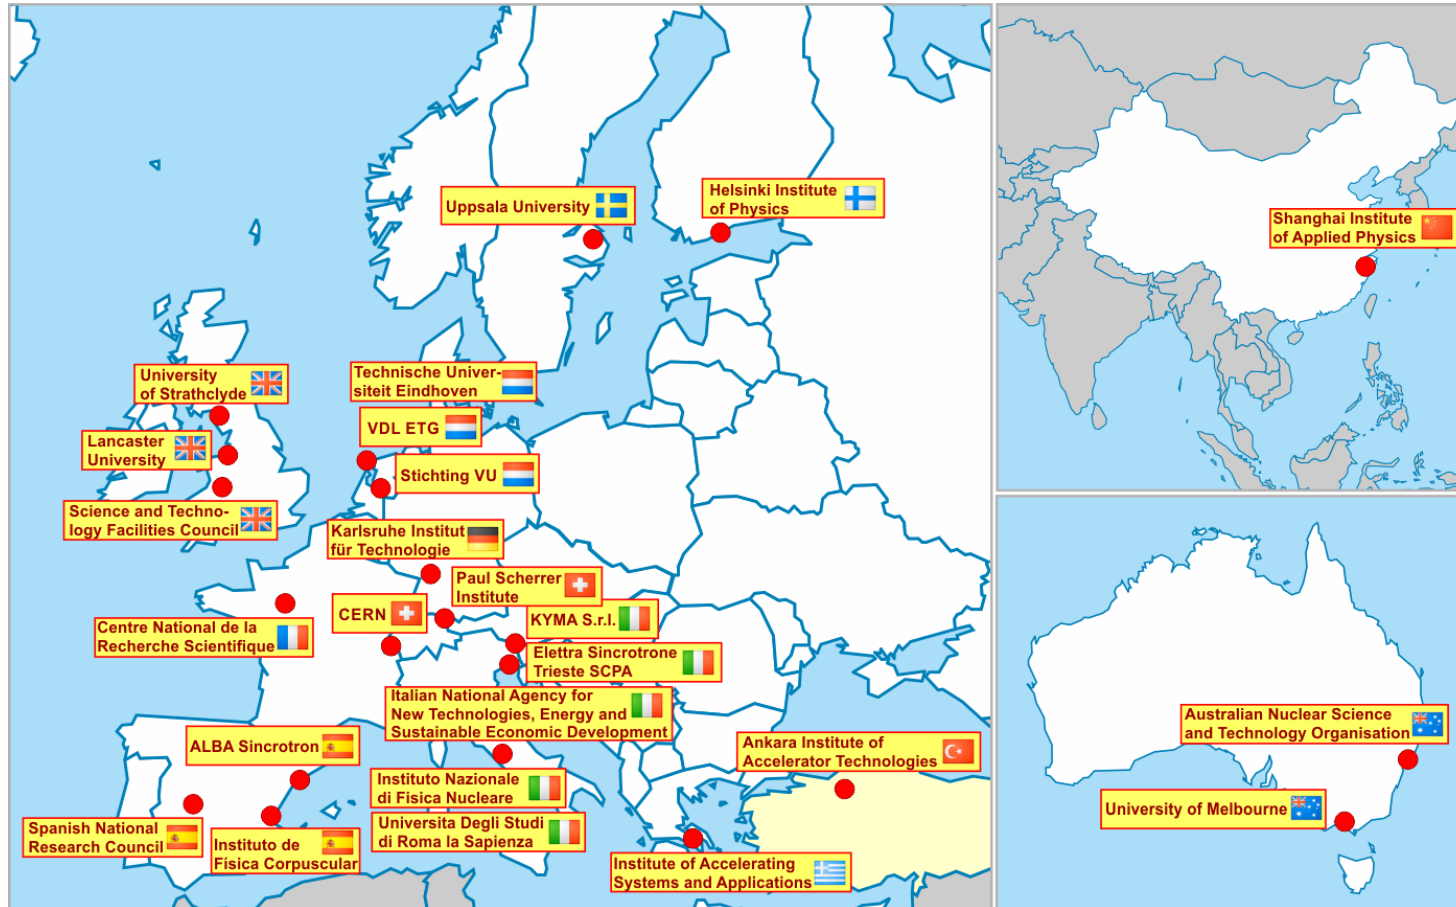 Uppsala University
Helsinki Institute
of Physics
Shanghai Institute
of Applied Physics
University
of Strathclyde
Technische Univer-
siteit Eindhoven
VDL ETG
Lancaster
University
Stichting VU
Science and Techno-
logy Facilities Council
Karlsruhe Institut
für Technologie
Paul Scherrer
Institute
CERN
KYMA S.r.l.
Centre National de la
Recherche Scientifique
Elettra Sincrotrone
Trieste SCPA
Italian National Agency for
New Technologies, Energy and
Sustainable Economic Development
ALBA Sincrotron
Ankara Institute of
Accelerator Technologies
Australian Nuclear Science
and Technology Organisation
Instituto Nazionale
di Fisica Nucleare
University of Melbourne
Spanish National
Research Council
Instituto de
Física Corpuscular
Universita Degli Studi
di Roma la Sapienza
Institute of Accelerating
Systems and Applications